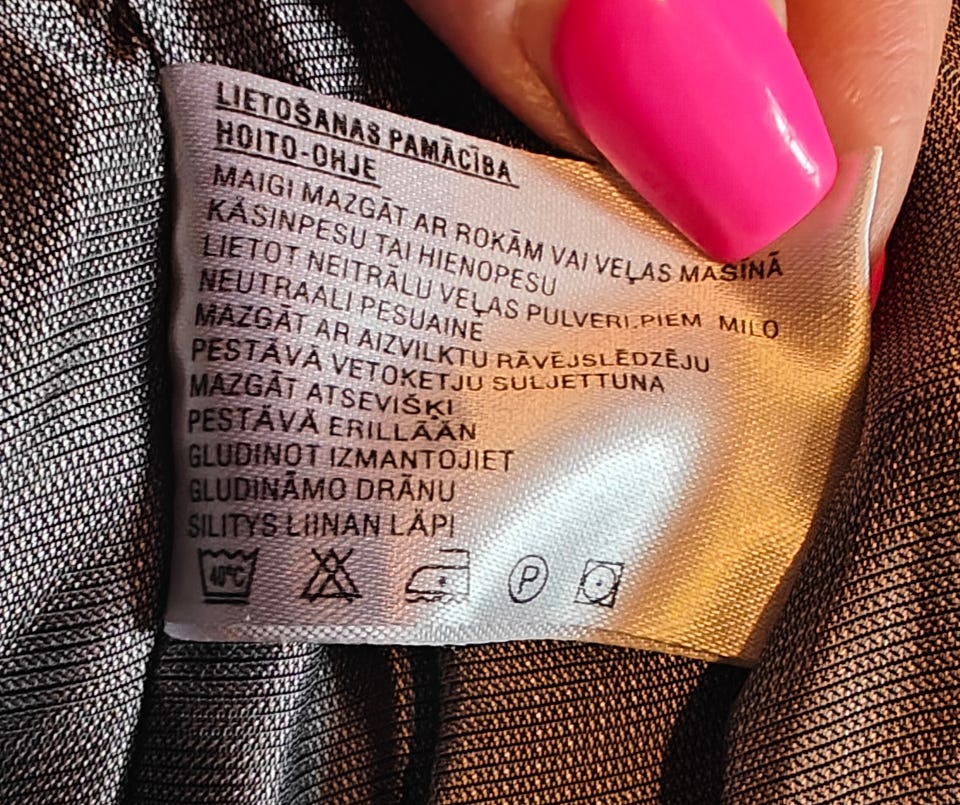 LIETOŠANAS PAMĀCĪBA
HOITO-OHJE
MAIGI MAZGĀT AR ROKĀM VAI VEĻAS MAŠĪNĀ
KÄSINPESU TAI HIENOPESU
LIETOT NEITRĀLU VEĻAS PULVERI.PIEM MILO
NEUTRAALI PESUAINE
MAZGĀT AR AIZVILKTU RĀVĒJSLĒDZĒJU
PESTÄVÄ VETOKETJU SULJETTUNA
MAZGĀT ATSEVIŠĶI
PESTÄVÄ ERILLÄÄN
GLUDINOT IZMANTOJIET
GLUDINĀMO DRĀNU
SILITYS LIINAN LÄPI
40°C P